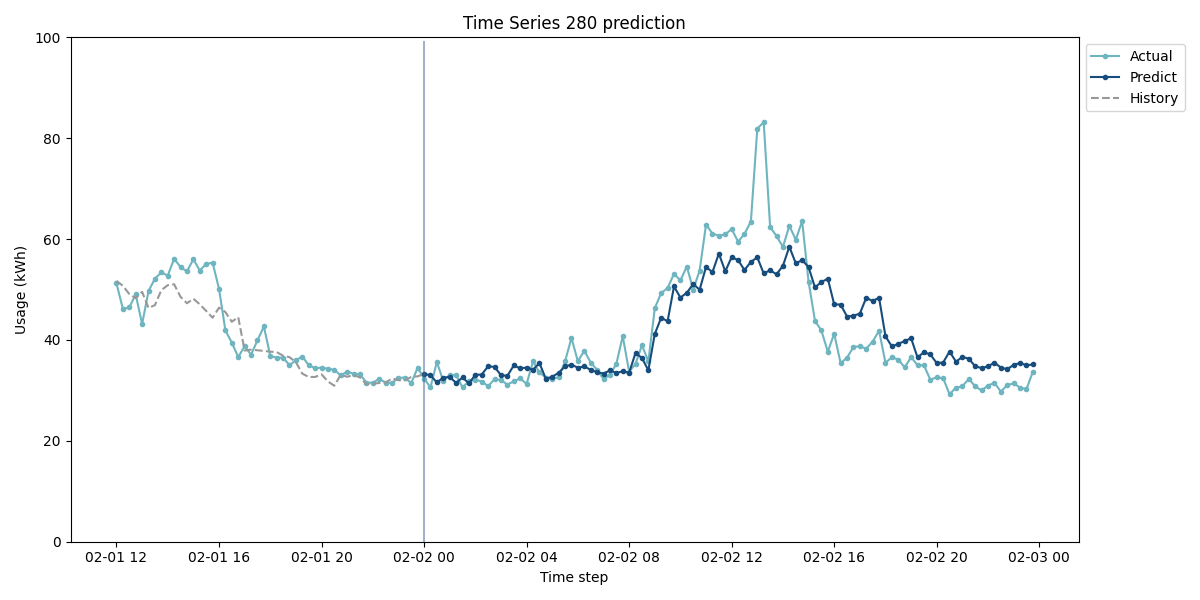 Time Series 280 prediction
100
80
60
40
20
0
Usage (kWh)
02-01 12
02-01 16
02-01 20
02-02 00
02-02 04
02-02 08
02-02 12
02-02 16
02-02 20
02-03 00
Time step
Actual
Predict
History